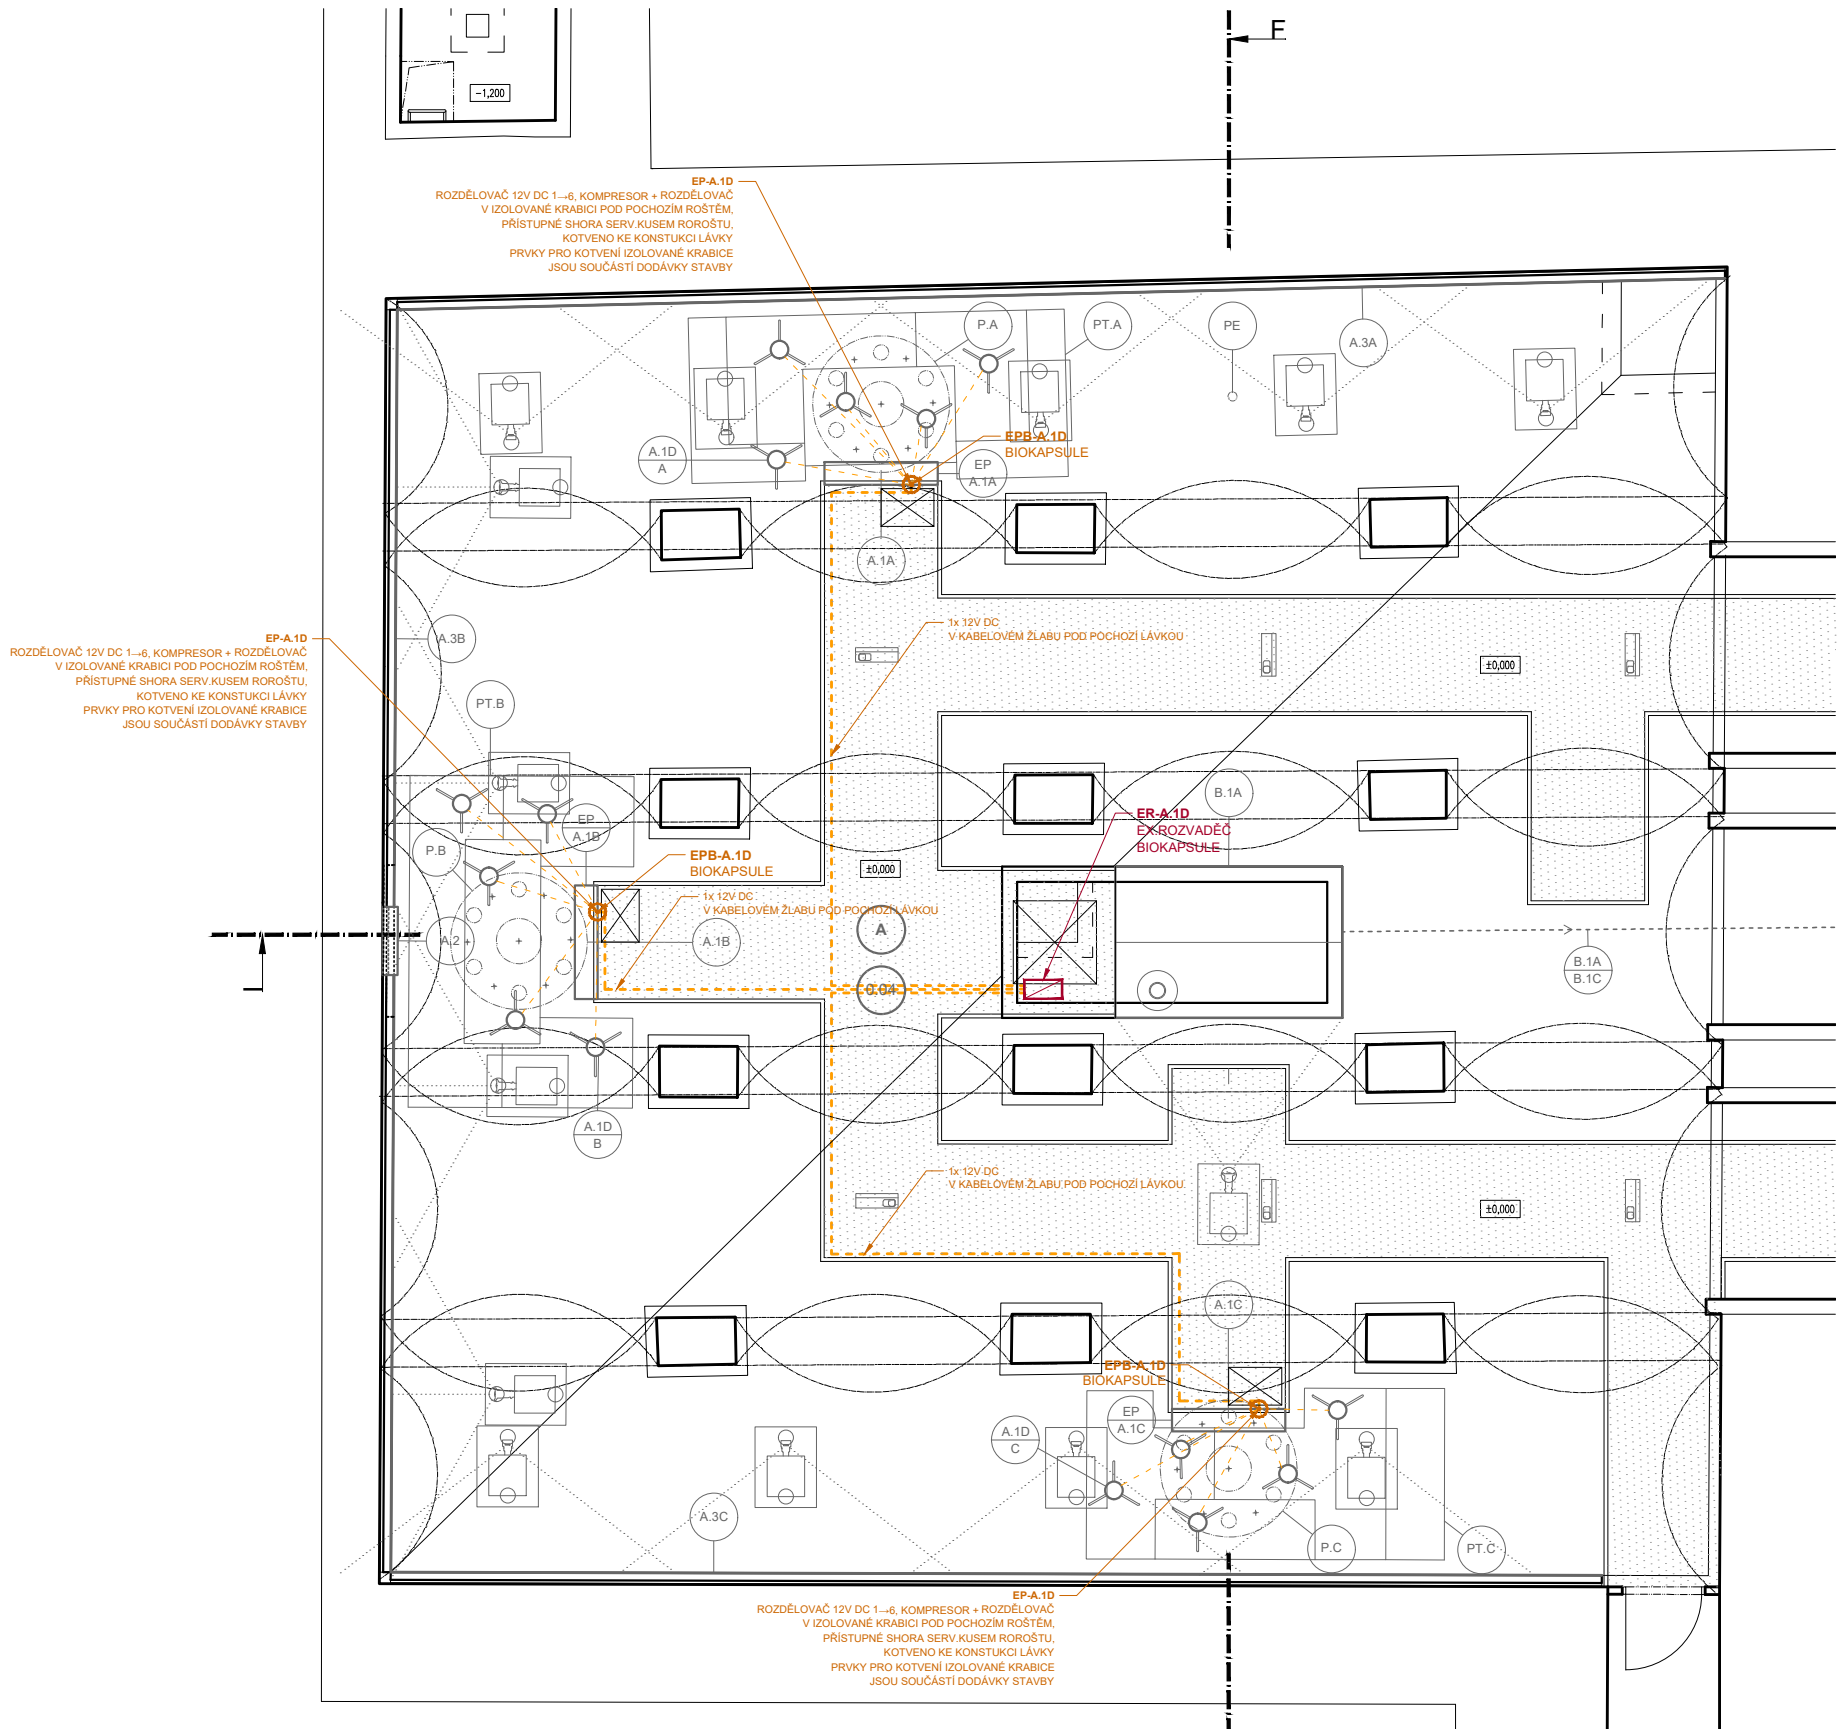 F
-1,200
EP-A.1D
ROZDĚLOVAČ 12V DC 1→6, KOMPRESOR + ROZDĚLOVAČ
V IZOLOVANÉ KRABICI POD POCHOZÍM ROŠTĚM,
PŘÍSTUPNÉ SHORA SERV.KUSEM ROROŠTU,
KOTVENO KE KONSTUKCI LÁVKY
PRVKY PRO KOTVENÍ IZOLOVANÉ KRABICE
JSOU SOUČÁSTÍ DODÁVKY STAVBY
P.A
PT.A
PE
A.3A
EPB-A.1D
BIOKAPSULE
A.1D
A
EP
A.1A
A.1A
1x 12V DC
V KABELOVÉM ŽLABU POD POCHOZÍ LÁVKOU
A.3B
±0,000
EP-A.1D
ROZDĚLOVAČ 12V DC 1→6, KOMPRESOR + ROZDĚLOVAČ
V IZOLOVANÉ KRABICI POD POCHOZÍM ROŠTĚM,
PŘÍSTUPNÉ SHORA SERV.KUSEM ROROŠTU,
KOTVENO KE KONSTUKCI LÁVKY
PRVKY PRO KOTVENÍ IZOLOVANÉ KRABICE
JSOU SOUČÁSTÍ DODÁVKY STAVBY
PT.B
B.1A
ER-A.1D
EX.ROZVADĚČ
BIOKAPSULE
EP
A.1B
P.B
EPB-A.1D
BIOKAPSULE
±0,000
1x 12V DC
V KABELOVÉM ŽLABU POD POCHOZÍ LÁVKOU
A
A.2
A.1B
B.1A
B.1C
I
0.04
A.1D
B
1x 12V DC
V KABELOVÉM ŽLABU POD POCHOZÍ LÁVKOU
±0,000
A.1C
EPB-A.1D
BIOKAPSULE
EP
A.1C
A.1D
C
A.3C
P.C
PT.C
EP-A.1D
ROZDĚLOVAČ 12V DC 1→6, KOMPRESOR + ROZDĚLOVAČ
V IZOLOVANÉ KRABICI POD POCHOZÍM ROŠTĚM,
PŘÍSTUPNÉ SHORA SERV.KUSEM ROROŠTU,
KOTVENO KE KONSTUKCI LÁVKY
PRVKY PRO KOTVENÍ IZOLOVANÉ KRABICE
JSOU SOUČÁSTÍ DODÁVKY STAVBY